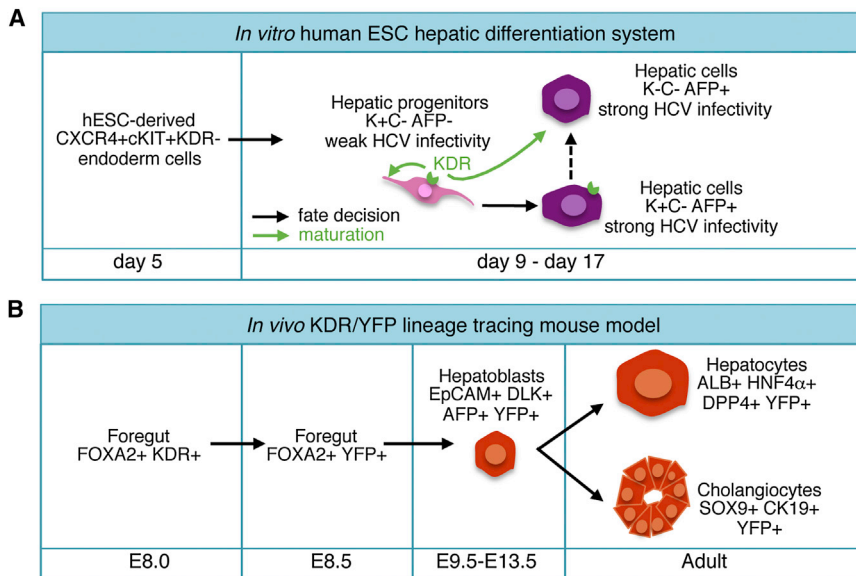 A
In vitro human ESC hepatic differentiation system
hESC-derived
CXCR4+cKIT+KDR-
endoderm cells
Hepatic progenitors
K+C- AFP-
weak HCV infectivity
KDR
Hepatic cells
K-C- AFP+
strong HCV infectivity
Hepatic cells
K+C- AFP+
strong HCV infectivity
fate decision
maturation
day 5
day 9 - day 17
B
In vivo KDR/YFP lineage tracing mouse model
Foregut
FOXA2+ KDR+
Foregut
FOXA2+ YFP+
Hepatoblasts
EpCAM+ DLK+
AFP+ YFP+
Hepatocytes
ALB+ HNF4α+
DPP4+ YFP+
Cholangiocytes
SOX9+ CK19+
YFP+
E8.0
E8.5
E9.5-E13.5
Adult